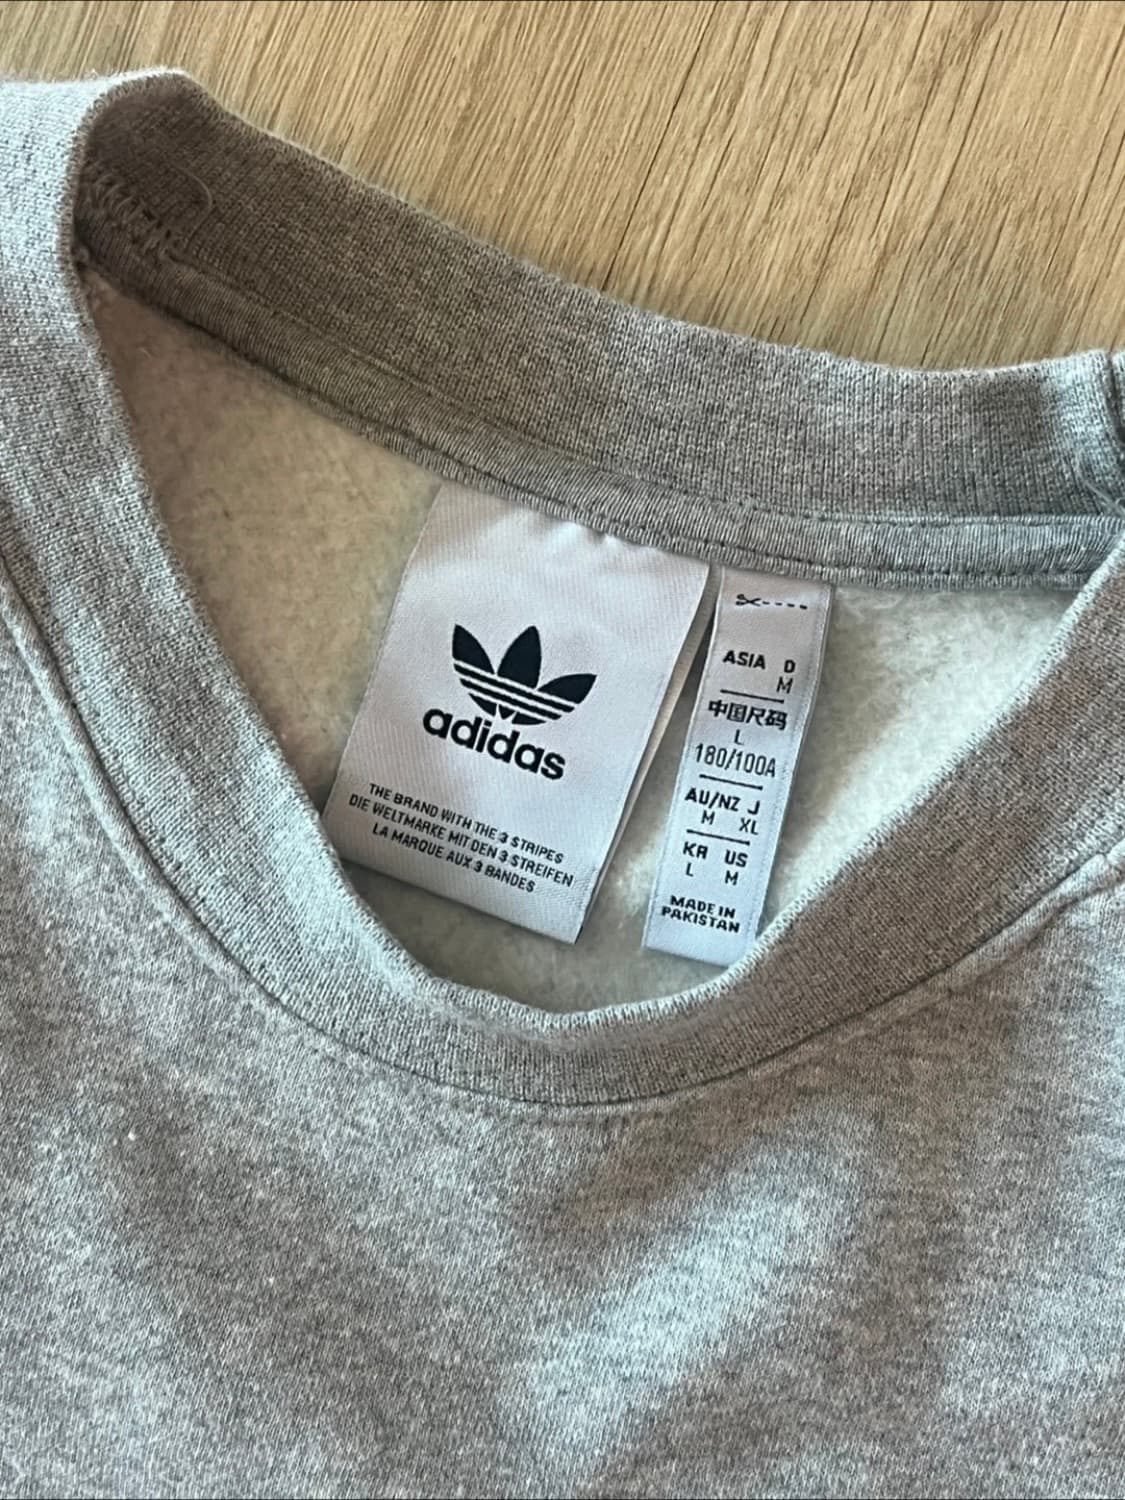 adidas
THE BRAND WITH THE 3 STRIPES
DIE WELTMARKE MIT DEN 3 STREIFEN
LA MARQUE AUX 3 BANDES
ASIA D
M
中国尺码
L
180/100A
AU/NZ J
M XL
KR US
L M
MADE IN
PAKISTAN